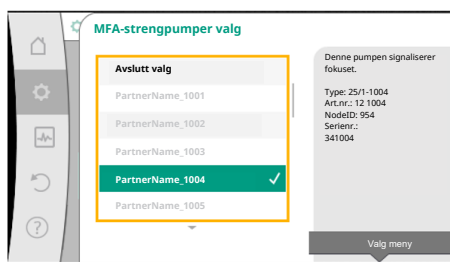 MFA-strengpumper valg
Avslutt valg
PartnerName_1001
PartnerName_1002
PartnerName_1003
PartnerName_1004
PartnerName_1005
Denne pumpen signaliserer
fokuset.
Type: 25/1-1004
Art.nr.: 12 1004
NodeID: 954
Serienr.:
341004
Valg meny